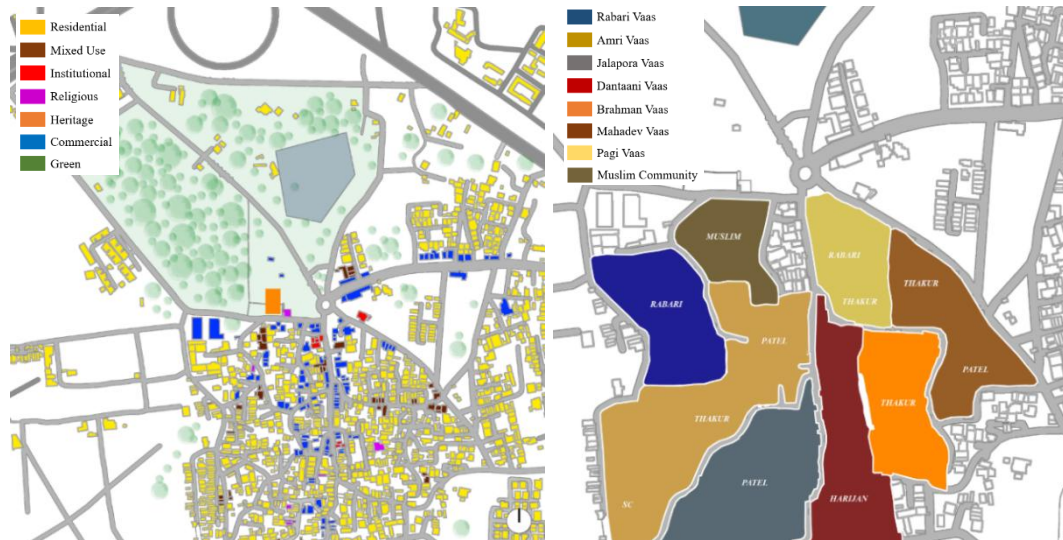 Residential
Mixed Use
Institutional
Religious
Heritage
Commercial
Green
Rabari Vaas
Amri Vaas
Jalapora Vaas
Dantaani Vaas
Brahman Vaas
Mahadev Vaas
Pagi Vaas
Muslim Community
MUSLIM
RABARI
RABARI
THAKUR
THAKUR
PATEL
PATEL
THAKUR
THAKUR
PATEL
HARIJAN
SC